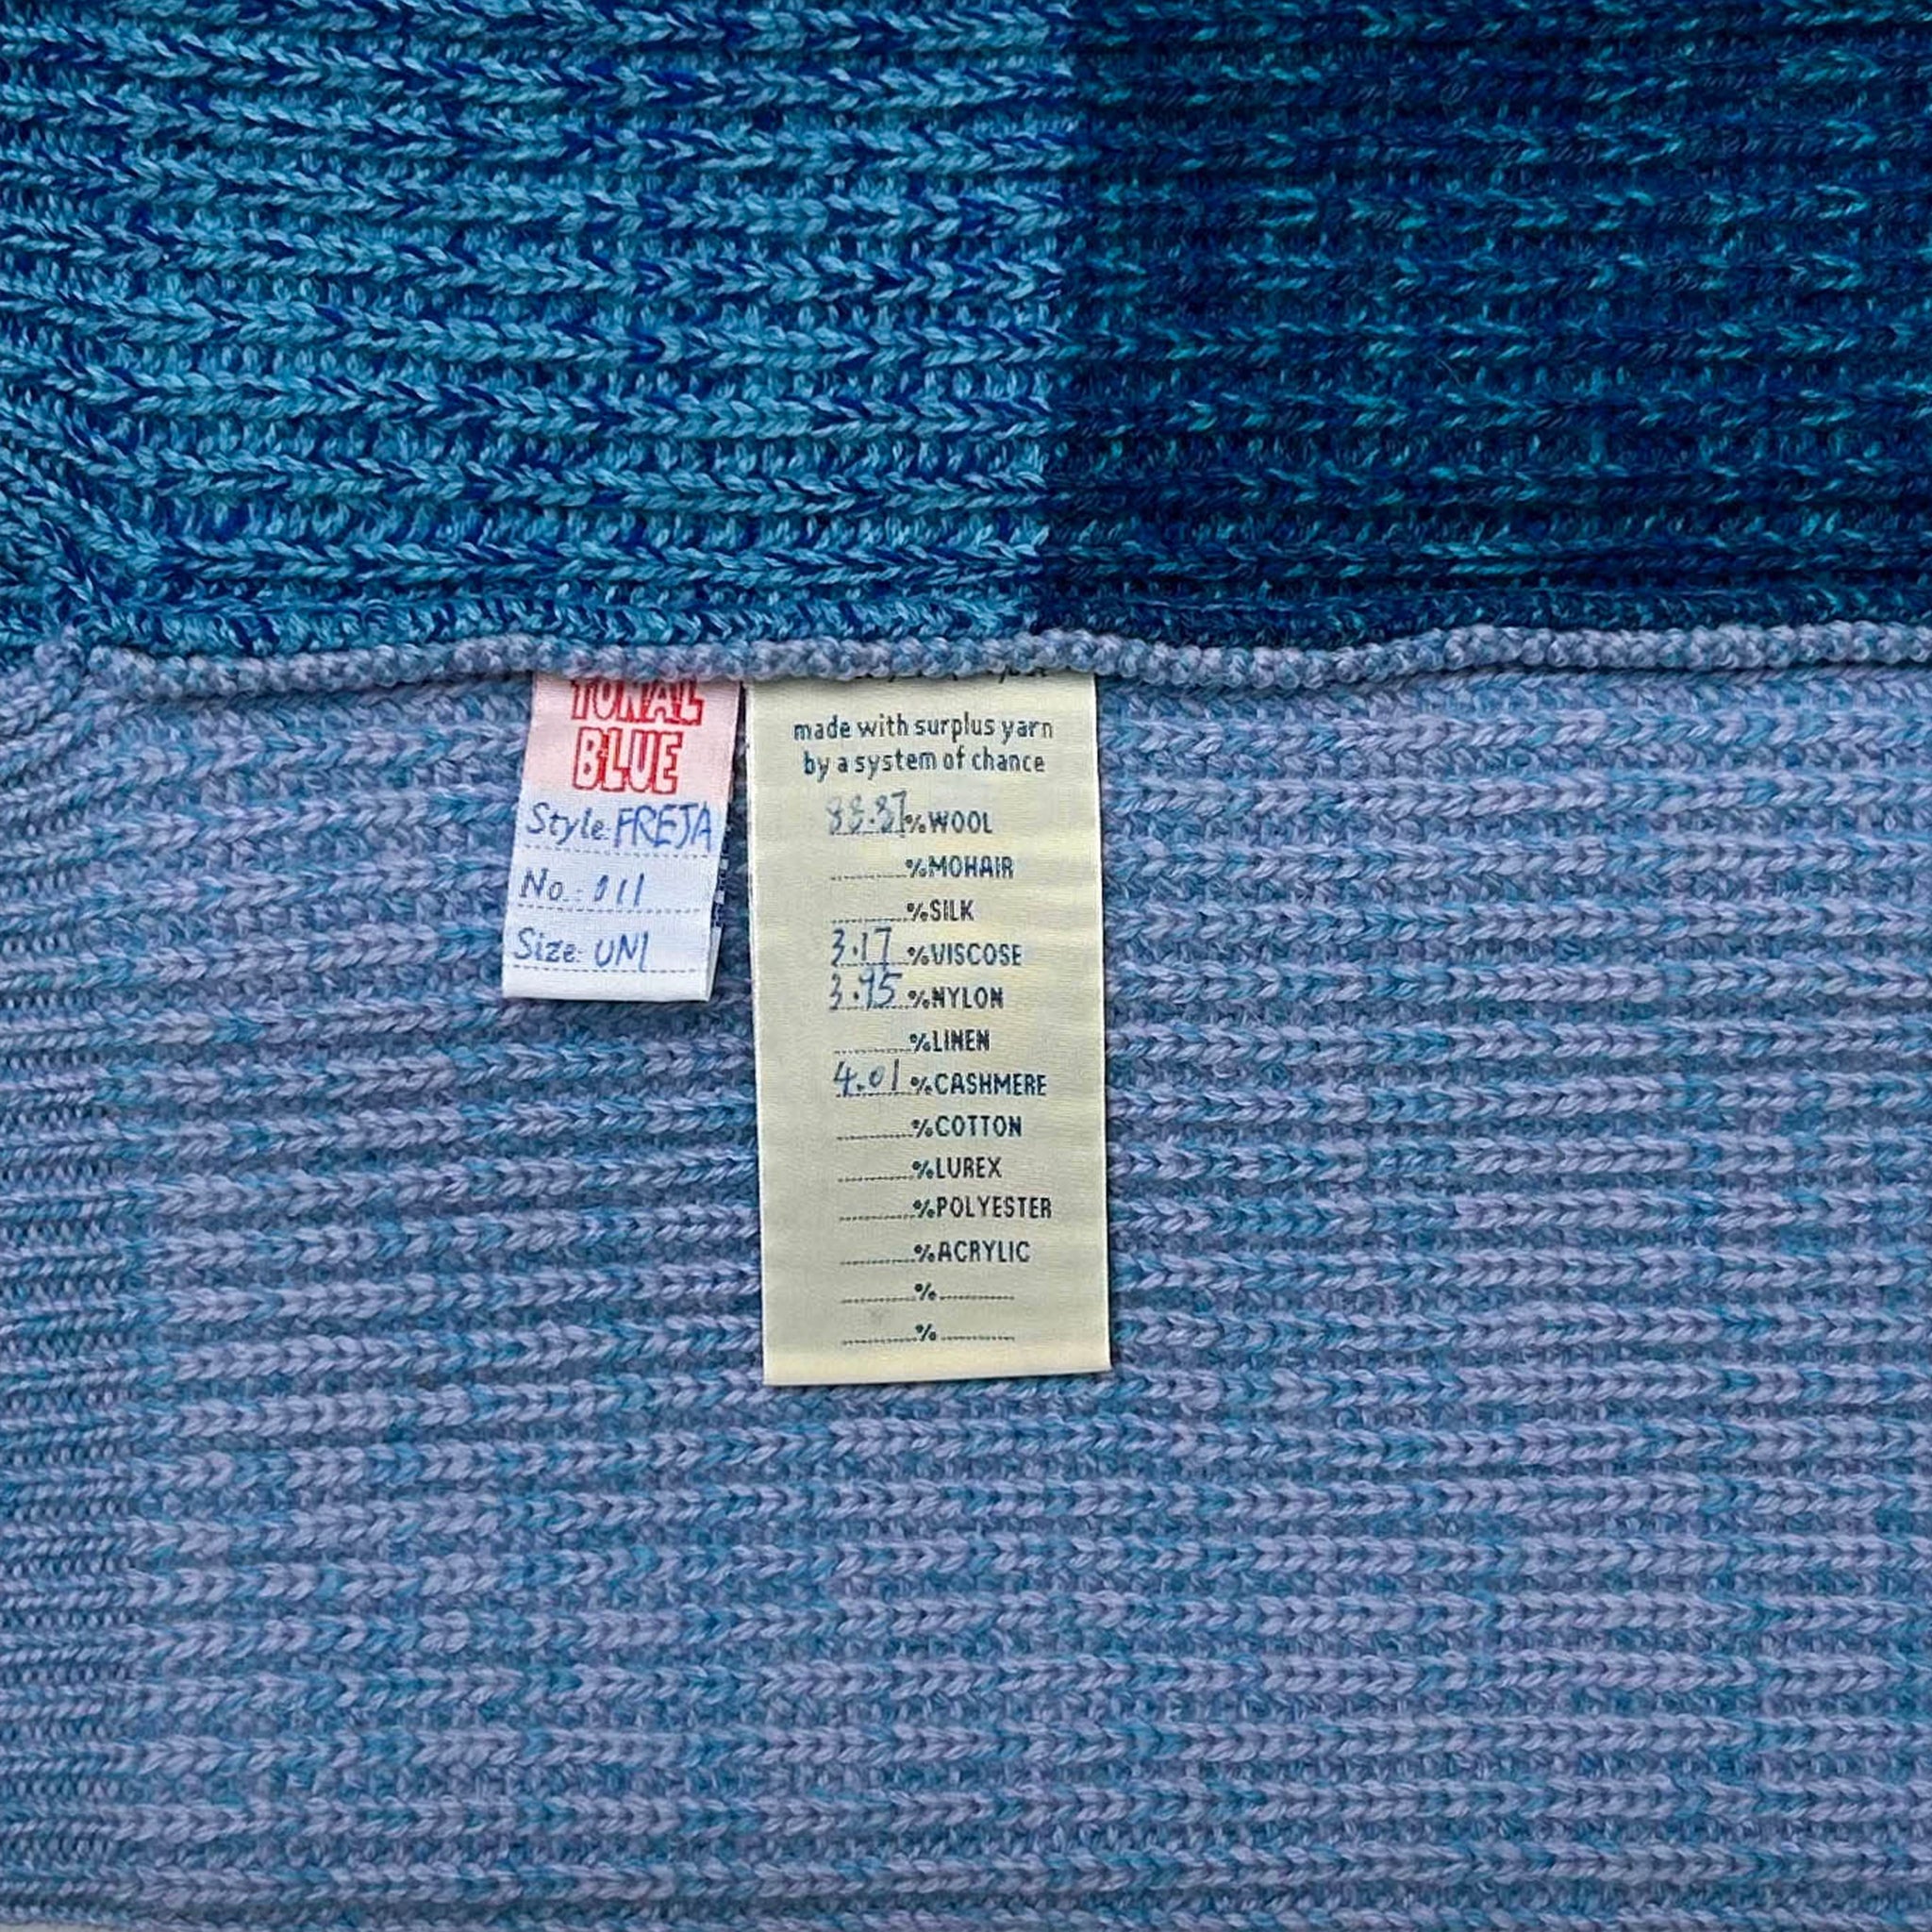 TONAL
BLUE
Style: FREJA
No.: 011
Size: UNI
made with surplus yarn
by a system of chance
88.87 % WOOL
% MOHAIR
% SILK
3.17 % VISCOSE
3.95 % NYLON
% LINEN
4.01 % CASHMERE
% COTTON
% LUREX
% POLYESTER
% ACRYLIC
%
%